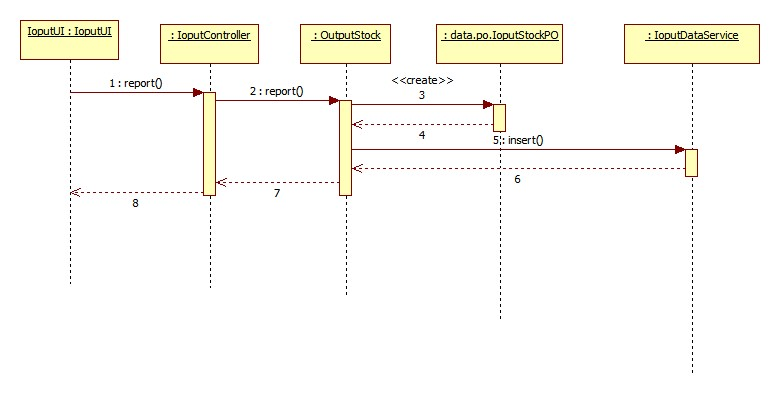 IoputUI : IoputUI
: IoputController
: OutputStock
: data.po.IoputStockPO
: IoputDataService
1 : report()
2 : report()
<<create>>
3
4
5 : insert()
6
7
8